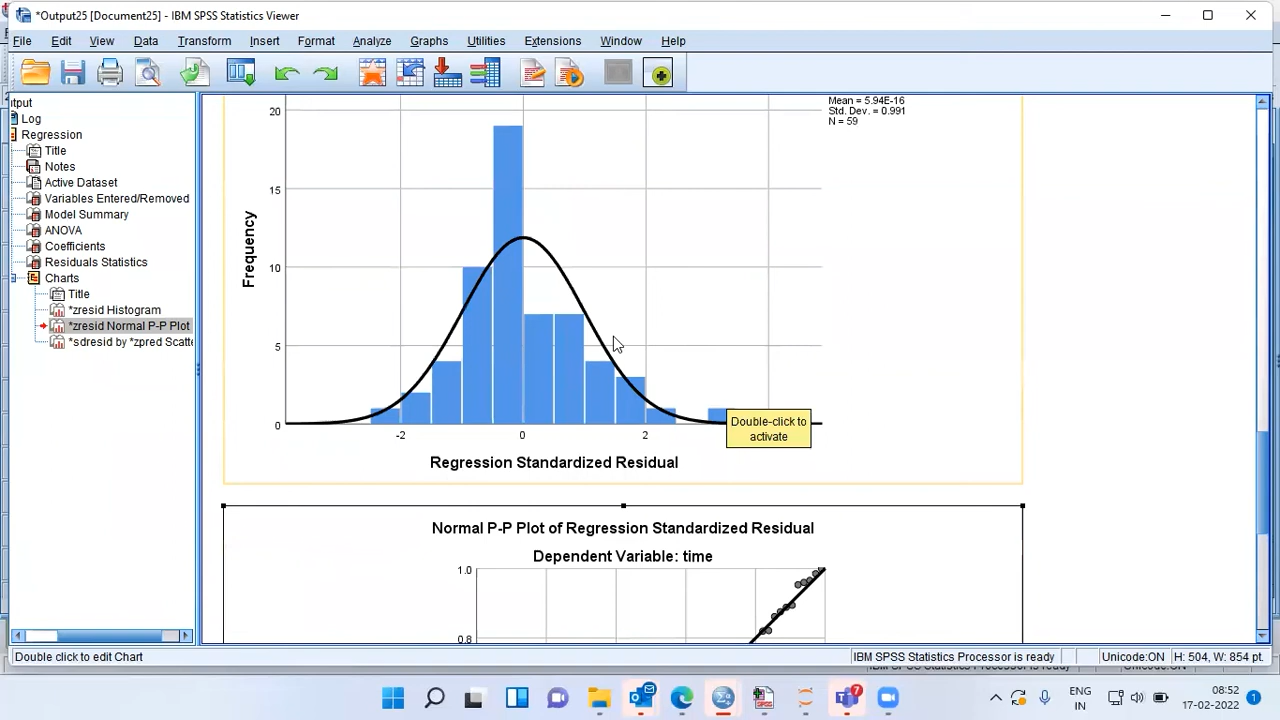 *Output25 [Document25] - IBM SPSS Statistics Viewer
File Edit View Data Transform Insert Format Analyze Graphs Utilities Extensions Window Help
tput
Log
Regression
Title
Notes
Active Dataset
Variables Entered/Removed
Model Summary
ANOVA
Coefficients
Residuals Statistics
Charts
Title
*zresid Histogram
*zresid Normal P-P Plot
*sdresid by *zpred Scatte
Mean = 5.94E-16
Std. Dev. = 0.991
N = 59
20
15
10
5
0
Frequency
-2 0 2
Double-click to
activate
Regression Standardized Residual
Normal P-P Plot of Regression Standardized Residual
Dependent Variable: time
1.0
0.8
Double click to edit Chart
IBM SPSS Statistics Processor is ready
Unicode:ON
H: 504, W: 854 pt.
SPSS
7
ENG
IN
08:52
17-02-2022
1